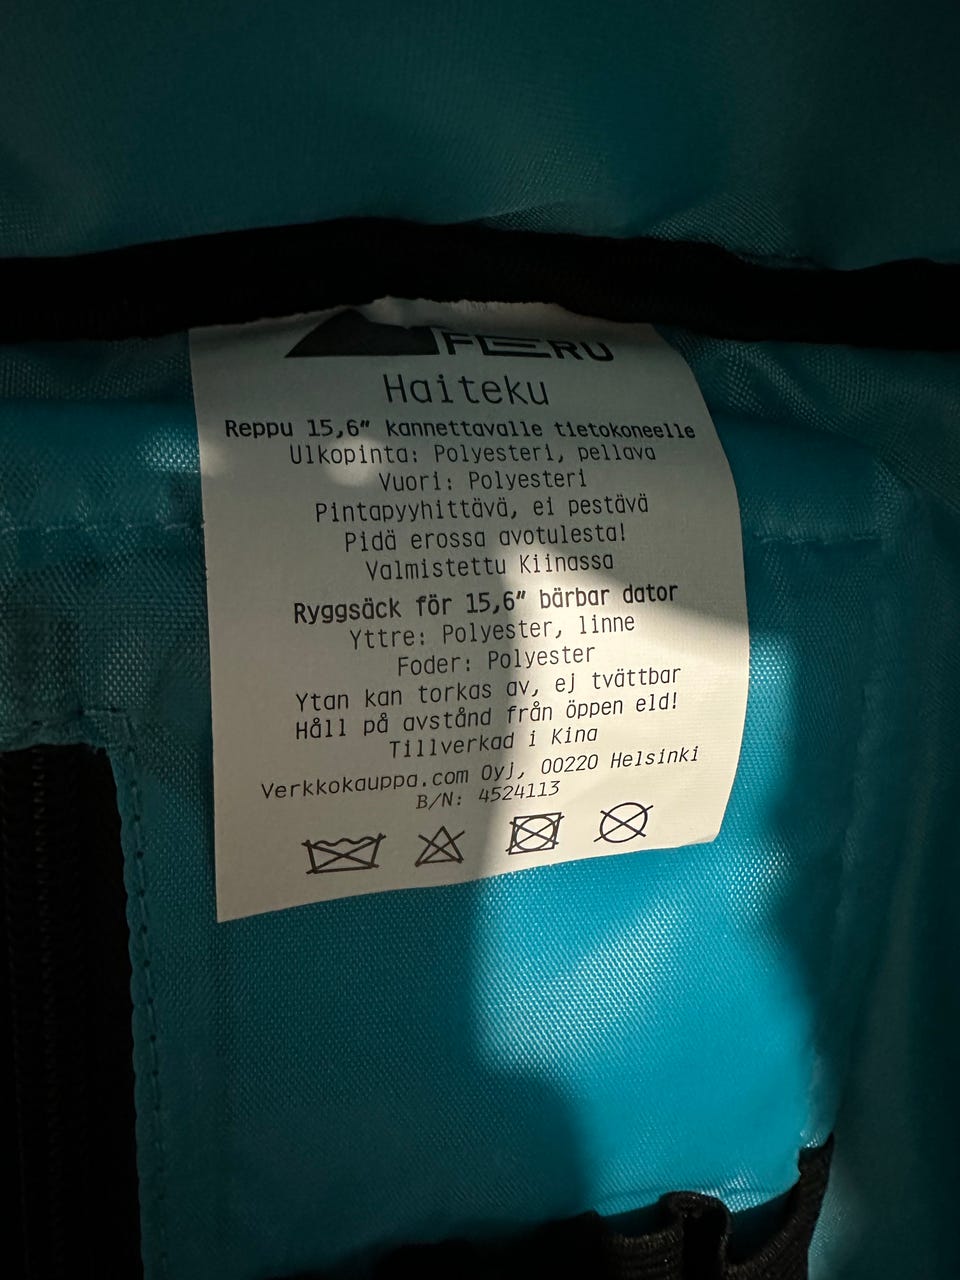 FERU
Haiteku
Reppu 15,6” kannettavalle tietokoneelle
Ulkopinta: Polyesteri, pellava
Vuori: Polyesteri
Pintapyyhittävä, ei pestävä
Pidä erossa avotulesta!
Valmistettu Kiinassa
Ryggsäck för 15,6” bärbar dator
Yttre: Polyester, linne
Foder: Polyester
Ytan kan torkas av, ej tvättbar
Håll på avstånd från öppen eld!
Tillverkad i Kina
Verkkokauppa.com Oyj, 00220 Helsinki
B/N: 4524113